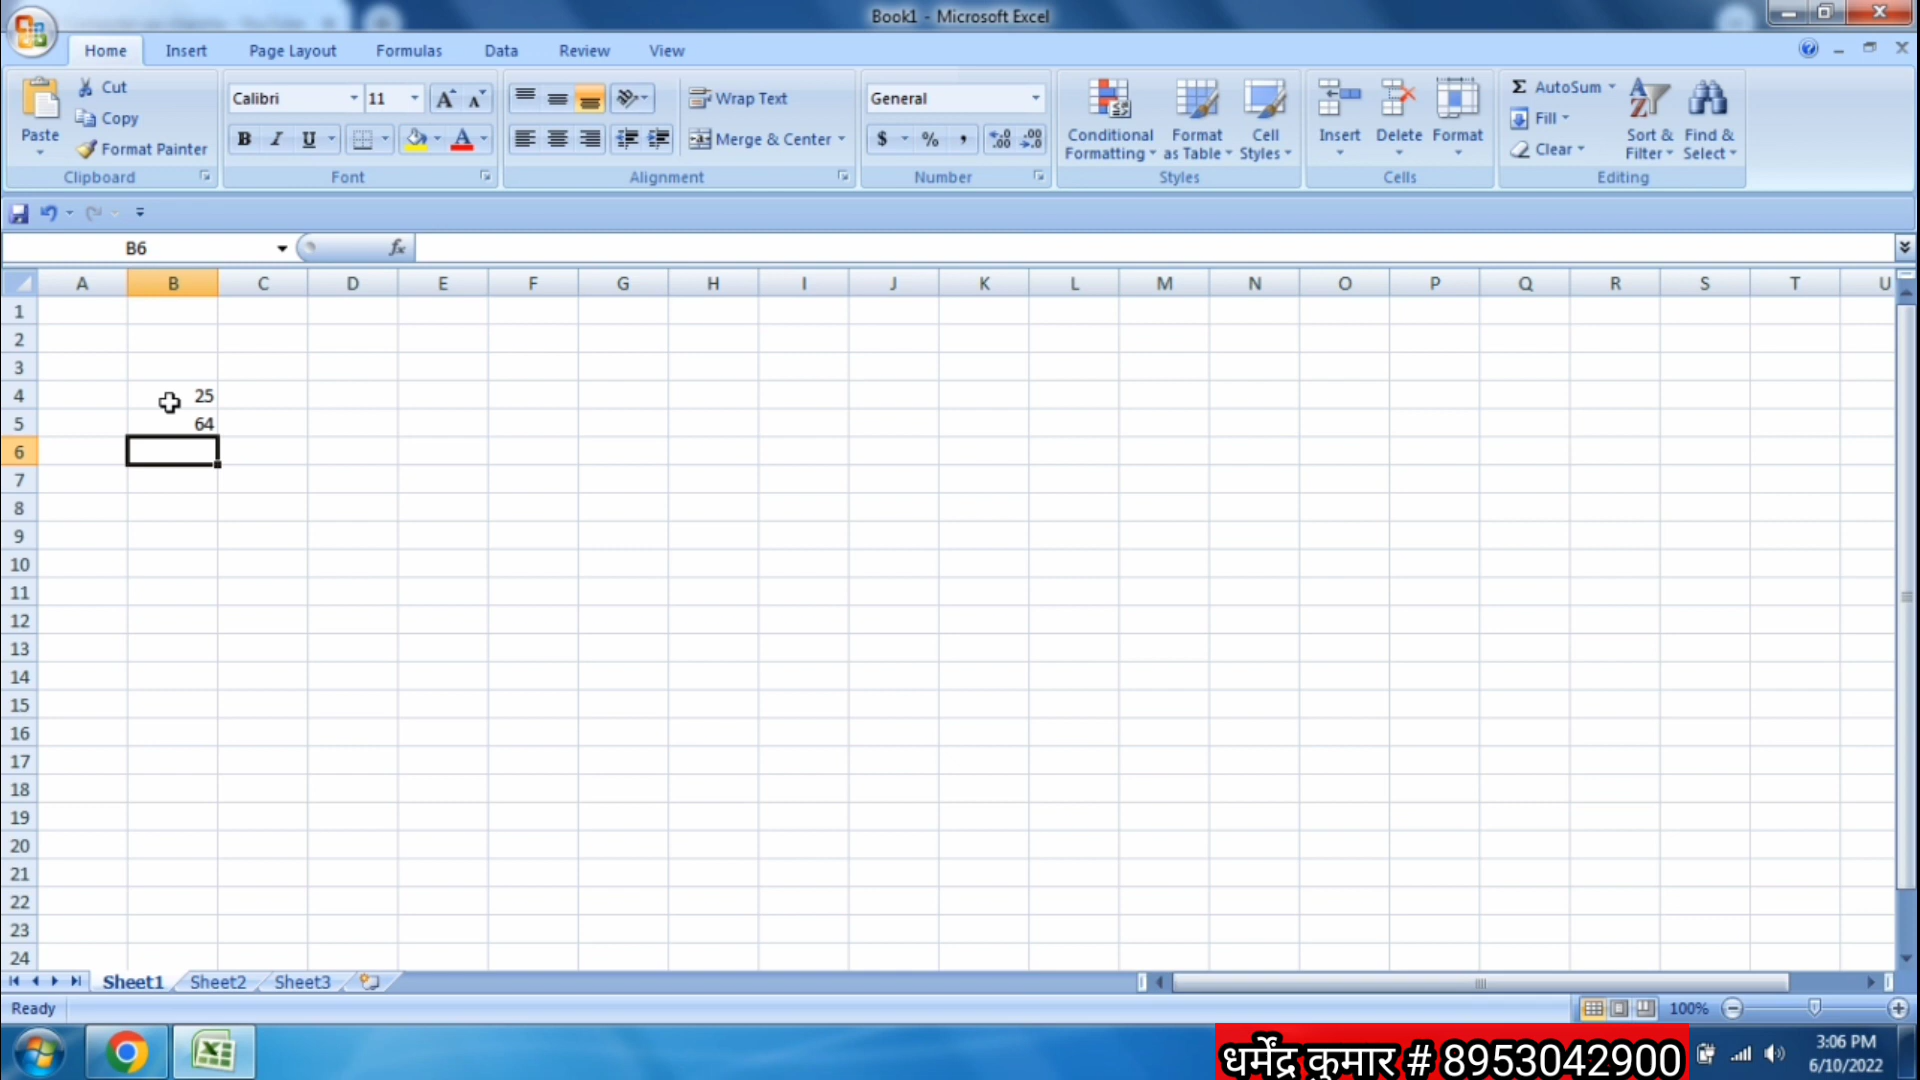 Book1 - Microsoft Excel
Home Insert Page Layout Formulas Data Review View
Paste
Cut
Copy
Format Painter
Clipboard
Calibri 11
B I U
Font
Wrap Text
Merge & Center
Alignment
General
$ % ,
Number
Conditional Formatting
Format as Table
Cell Styles
Styles
Insert Delete Format
Cells
Σ AutoSum
Fill
Clear
Sort & Filter
Find & Select
Editing
B6 fx
A B C D E F G H I J K L M N O P Q R S T U
1
2
3
4 25
5 64
6
7
8
9
10
11
12
13
14
15
16
17
18
19
20
21
22
23
24
Sheet1 Sheet2 Sheet3
Ready 100%
धर्मेंद्र कुमार # 8953042900
3:06 PM
6/10/2022